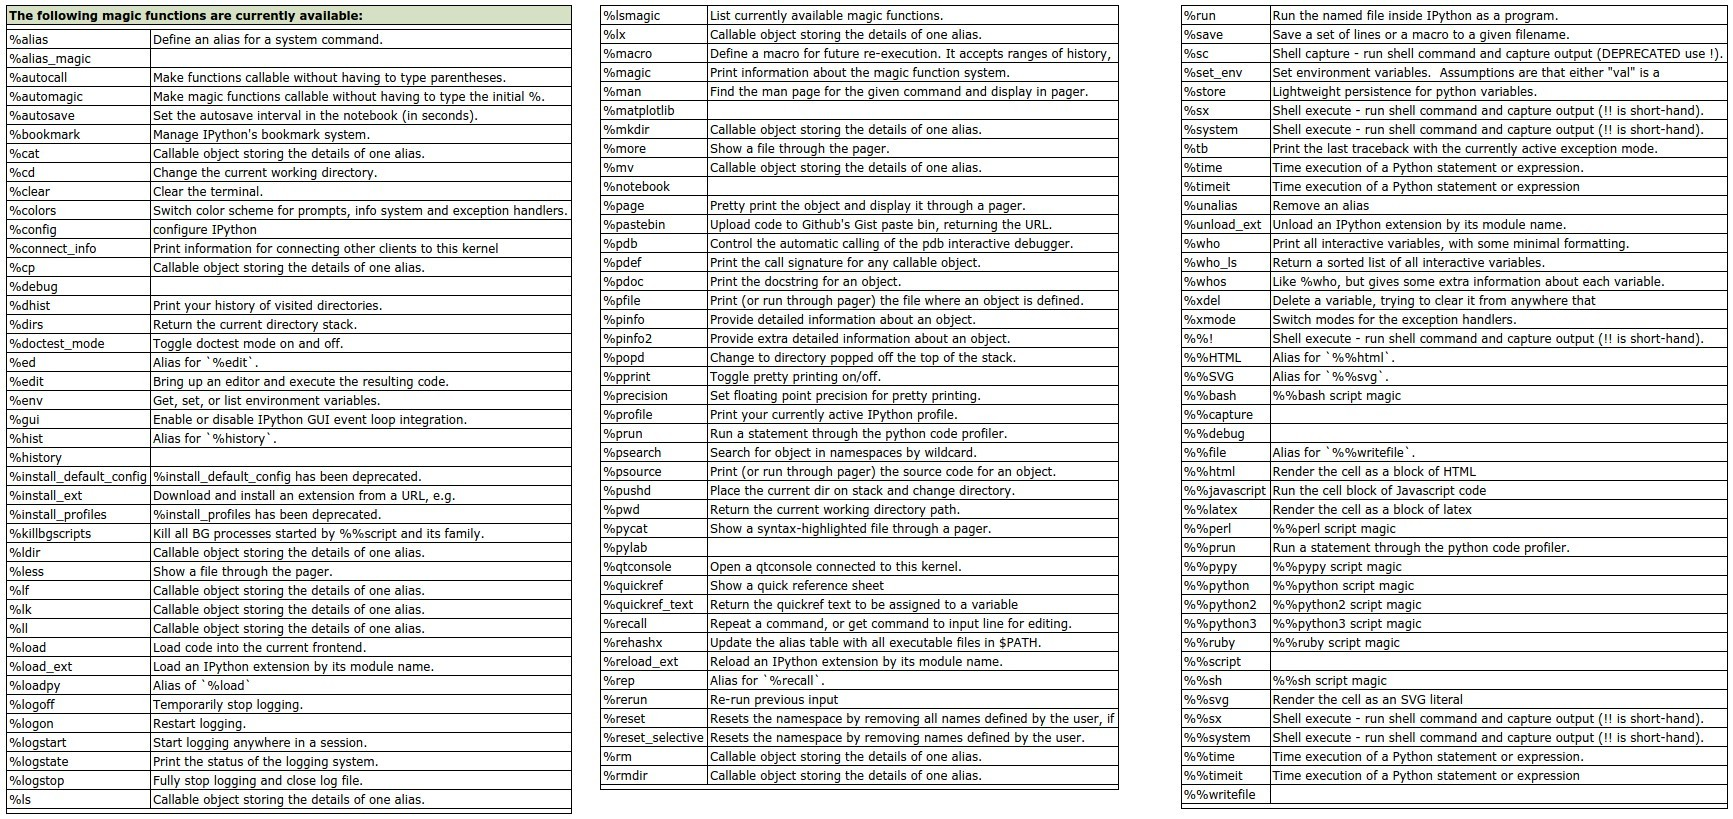 The following magic functions are currently available:
%alias Define an alias for a system command.
%alias_magic
%autocall Make functions callable without having to type parentheses.
%automagic Make magic functions callable without having to type the initial %.
%autosave Set the autosave interval in the notebook (in seconds).
%bookmark Manage IPython's bookmark system.
%cat Callable object storing the details of one alias.
%cd Change the current working directory.
%clear Clear the terminal.
%colors Switch color scheme for prompts, info system and exception handlers.
%config configure IPython
%connect_info Print information for connecting other clients to this kernel
%cp Callable object storing the details of one alias.
%debug
%dhist Print your history of visited directories.
%dirs Return the current directory stack.
%doctest_mode Toggle doctest mode on and off.
%ed Alias for `%edit`.
%edit Bring up an editor and execute the resulting code.
%env Get, set, or list environment variables.
%gui Enable or disable IPython GUI event loop integration.
%hist Alias for `%history`.
%history
%install_default_config %install_default_config has been deprecated.
%install_ext Download and install an extension from a URL, e.g.
%install_profiles %install_profiles has been deprecated.
%killbgscripts Kill all BG processes started by %%script and its family.
%ldir Callable object storing the details of one alias.
%less Show a file through the pager.
%lf Callable object storing the details of one alias.
%lk Callable object storing the details of one alias.
%ll Callable object storing the details of one alias.
%load Load code into the current frontend.
%load_ext Load an IPython extension by its module name.
%loadpy Alias of `%load`
%logoff Temporarily stop logging.
%logon Restart logging.
%logstart Start logging anywhere in a session.
%logstate Print the status of the logging system.
%logstop Fully stop logging and close log file.
%ls Callable object storing the details of one alias.
%lsmagic List currently available magic functions.
%lx Callable object storing the details of one alias.
%macro Define a macro for future re-execution. It accepts ranges of history,
%magic Print information about the magic function system.
%man Find the man page for the given command and display in pager.
%matplotlib
%mkdir Callable object storing the details of one alias.
%more Show a file through the pager.
%mv Callable object storing the details of one alias.
%notebook
%page Pretty print the object and display it through a pager.
%pastebin Upload code to Github's Gist paste bin, returning the URL.
%pdb Control the automatic calling of the pdb interactive debugger.
%pdef Print the call signature for any callable object.
%pdoc Print the docstring for an object.
%pfile Print (or run through pager) the file where an object is defined.
%pinfo Provide detailed information about an object.
%pinfo2 Provide extra detailed information about an object.
%popd Change to directory popped off the top of the stack.
%pprint Toggle pretty printing on/off.
%precision Set floating point precision for pretty printing.
%profile Print your currently active IPython profile.
%prun Run a statement through the python code profiler.
%psearch Search for object in namespaces by wildcard.
%psource Print (or run through pager) the source code for an object.
%pushd Place the current dir on stack and change directory.
%pwd Return the current working directory path.
%pycat Show a syntax-highlighted file through a pager.
%pylab
%qtconsole Open a qtconsole connected to this kernel.
%quickref Show a quick reference sheet
%quickref_text Return the quickref text to be assigned to a variable
%recall Repeat a command, or get command to input line for editing.
%rehashx Update the alias table with all executable files in $PATH.
%reload_ext Reload an IPython extension by its module name.
%rep Alias for `%recall`.
%rerun Re-run previous input
%reset Resets the namespace by removing all names defined by the user, if
%reset_selective Resets the namespace by removing names defined by the user.
%rm Callable object storing the details of one alias.
%rmdir Callable object storing the details of one alias.
%run Run the named file inside IPython as a program.
%save Save a set of lines or a macro to a given filename.
%sc Shell capture - run shell command and capture output (DEPRECATED use !).
%set_env Set environment variables.  Assumptions are that either "val" is a
%store Lightweight persistence for python variables.
%sx Shell execute - run shell command and capture output (!! is short-hand).
%system Shell execute - run shell command and capture output (!! is short-hand).
%tb Print the last traceback with the currently active exception mode.
%time Time execution of a Python statement or expression.
%timeit Time execution of a Python statement or expression
%unalias Remove an alias
%unload_ext Unload an IPython extension by its module name.
%who Print all interactive variables, with some minimal formatting.
%who_ls Return a sorted list of all interactive variables.
%whos Like %who, but gives some extra information about each variable.
%xdel Delete a variable, trying to clear it from anywhere that
%xmode Switch modes for the exception handlers.
%%! Shell execute - run shell command and capture output (!! is short-hand).
%%HTML Alias for `%%html`.
%%SVG Alias for `%%svg`.
%%bash %%bash script magic
%%capture
%%debug
%%file Alias for `%%writefile`.
%%html Render the cell as a block of HTML
%%javascript Run the cell block of Javascript code
%%latex Render the cell as a block of latex
%%perl %%perl script magic
%%prun Run a statement through the python code profiler.
%%pypy %%pypy script magic
%%python %%python script magic
%%python2 %%python2 script magic
%%python3 %%python3 script magic
%%ruby %%ruby script magic
%%script
%%sh %%sh script magic
%%svg Render the cell as an SVG literal
%%sx Shell execute - run shell command and capture output (!! is short-hand).
%%system Shell execute - run shell command and capture output (!! is short-hand).
%%time Time execution of a Python statement or expression.
%%timeit Time execution of a Python statement or expression
%%writefile